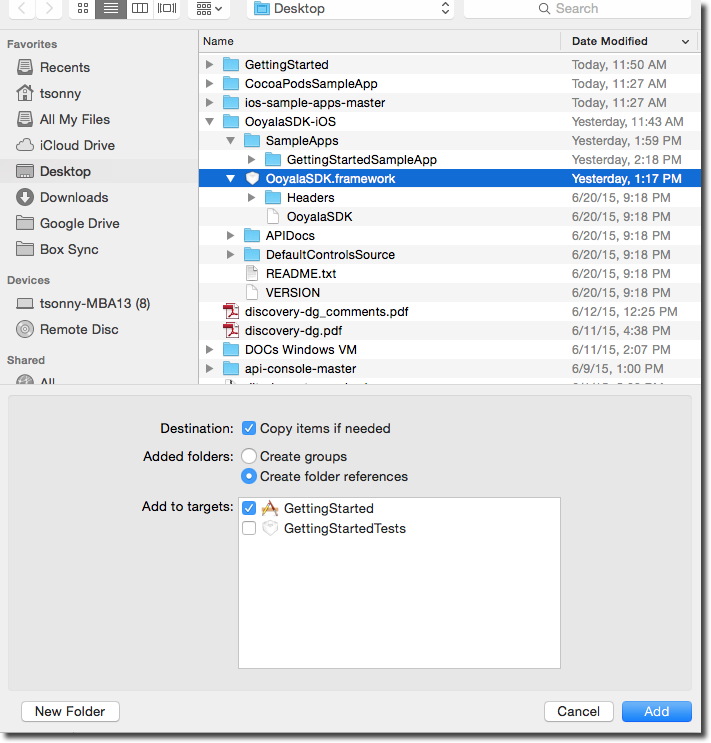 Desktop
Search
Favorites
Recents
tsonny
All My Files
iCloud Drive
Desktop
Downloads
Google Drive
Box Sync
Devices
tsonny-MBA13 (8)
Remote Disc
Shared
All
Name Date Modified
GettingStarted Today, 11:50 AM
CocoaPodsSampleApp Today, 11:27 AM
ios-sample-apps-master Today, 11:27 AM
OoyalaSDK-iOS Yesterday, 11:43 AM
SampleApps Yesterday, 1:59 PM
GettingStartedSampleApp Yesterday, 2:18 PM
OoyalaSDK.framework Yesterday, 1:17 PM
Headers 6/20/15, 9:18 PM
OoyalaSDK 6/20/15, 9:18 PM
APIDocs 6/20/15, 9:18 PM
DefaultControlsSource 6/20/15, 9:18 PM
README.txt 6/20/15, 9:18 PM
VERSION 6/20/15, 9:18 PM
discovery-dg_comments.pdf 6/12/15, 12:25 PM
discovery-dg.pdf 6/11/15, 4:38 PM
DOCs Windows VM 6/11/15, 2:07 PM
api-console-master 6/9/15, 1:00 PM
Destination: Copy items if needed
Added folders: Create groups
Create folder references
Add to targets: GettingStarted
GettingStartedTests
New Folder Cancel Add